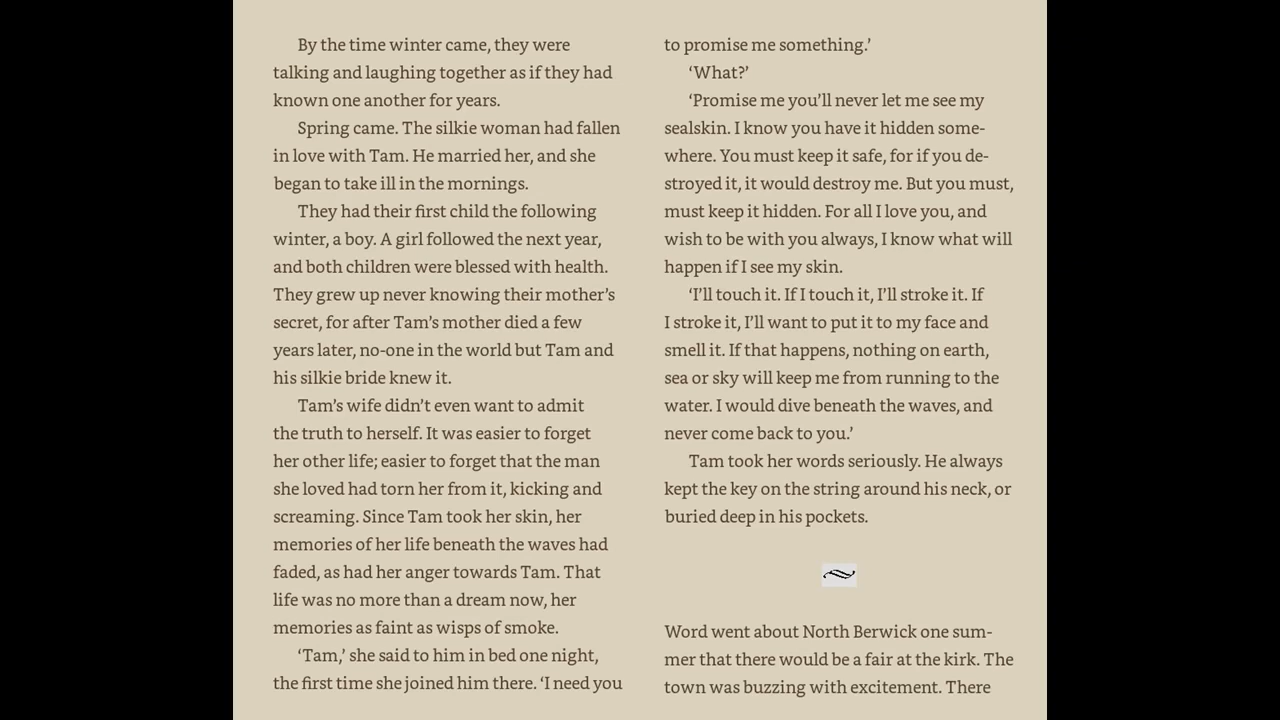 By the time winter came, they were
talking and laughing together as if they had
known one another for years.
Spring came. The silkie woman had fallen
in love with Tam. He married her, and she
began to take ill in the mornings.
They had their first child the following
winter, a boy. A girl followed the next year,
and both children were blessed with health.
They grew up never knowing their mother’s
secret, for after Tam’s mother died a few
years later, no-one in the world but Tam and
his silkie bride knew it.
Tam’s wife didn’t even want to admit
the truth to herself. It was easier to forget
her other life; easier to forget that the man
she loved had torn her from it, kicking and
screaming. Since Tam took her skin, her
memories of her life beneath the waves had
faded, as had her anger towards Tam. That
life was no more than a dream now, her
memories as faint as wisps of smoke.
‘Tam,’ she said to him in bed one night,
the first time she joined him there. ‘I need you
to promise me something.’
‘What?’
‘Promise me you’ll never let me see my
sealskin. I know you have it hidden some-
where. You must keep it safe, for if you de-
stroyed it, it would destroy me. But you must,
must keep it hidden. For all I love you, and
wish to be with you always, I know what will
happen if I see my skin.
‘I’ll touch it. If I touch it, I’ll stroke it. If
I stroke it, I’ll want to put it to my face and
smell it. If that happens, nothing on earth,
sea or sky will keep me from running to the
water. I would dive beneath the waves, and
never come back to you.’
Tam took her words seriously. He always
kept the key on the string around his neck, or
buried deep in his pockets.
Word went about North Berwick one sum-
mer that there would be a fair at the kirk. The
town was buzzing with excitement. There